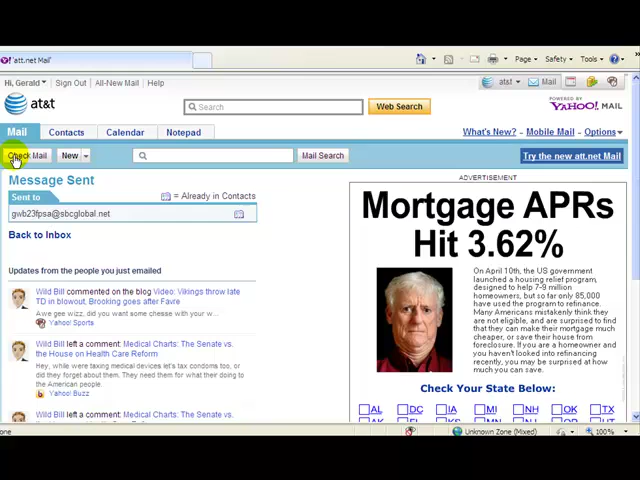 'att.net Mail'
Page Safety Tools
Hi, Gerald Sign Out All-New Mail Help
att Mail
at&t
Search
Web Search
POWERED BY
YAHOO! MAIL
Mail Contacts Calendar Notepad
What's New? Mobile Mail Options
Check Mail New Mail Search
Try the new att.net Mail
Message Sent
ADVERTISEMENT
Sent to
= Already in Contacts
gwb23fpsa@sbcglobal.net
Back to Inbox
Updates from the people you just emailed
Wild Bill commented on the blog Video: Vikings throw late
TD in blowout, Brooking goes after Favre
Awe gee wizz, did you want some cheese with your w...
Yahoo! Sports
Wild Bill left a comment: Medical Charts: The Senate vs.
the House on Health Care Reform
Hey, while were taxing medical devices let's tax condoms too, or
did they forget about them. They need them for what their doing to
the American people.
Yahoo! Buzz
Wild Bill left a comment: Medical Charts: The Senate vs.
Mortgage APRs
Hit 3.62%
On April 10th, the US government
launched a housing relief program,
designed to help 7-9 million
homeowners, but so far only 85,000
have used the program to refinance.
Many Americans mistakenly think they
are not eligible, and are surprised to find
that they can make their mortgage much
cheaper, or save their house from
foreclosure. If you are a homeowner and
you haven't looked into refinancing
recently, you may be surprised at how
much you can save.
Check Your State Below:
AL DC IA MI NH OK TX
one
Unknown Zone (Mixed)
100%